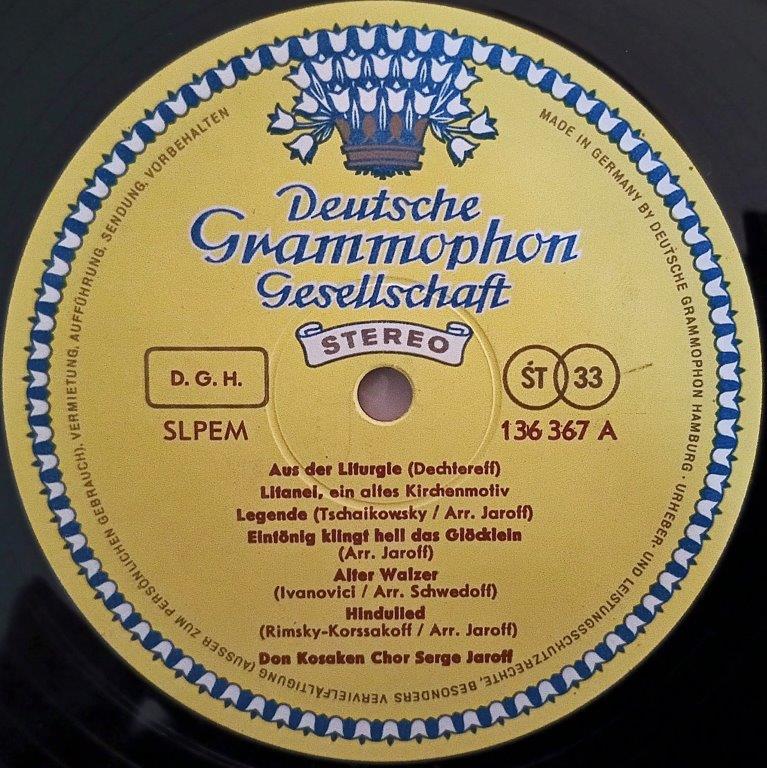 Deutsche
Grammophon
Gesellschaft
STEREO
D. G. H.
ST 33
SLPEM
136 367 A
Aus der Liturgie (Dechtereff)
Litanei, ein altes Kirchenmotiv
Legende (Tschaikowsky / Arr. Jaroff)
Eintönig klingt hell das Glöcklein
(Arr. Jaroff)
Alter Walzer
(Ivanovici / Arr. Schwedoff)
Hindulied
(Rimsky-Korssakoff / Arr. Jaroff)
Don Kosaken Chor Serge Jaroff
MADE IN GERMANY BY DEUTSCHE GRAMMOPHON HAMBURG · URHEBER- UND LEISTUNGSSCHUTZRECHTE, BESONDERS VERVIELFÄLTIGUNG (AUSSER ZUM PERSÖNLICHEN GEBRAUCH), VERMIETUNG, AUFFÜHRUNG, SENDUNG, VORBEHALTEN